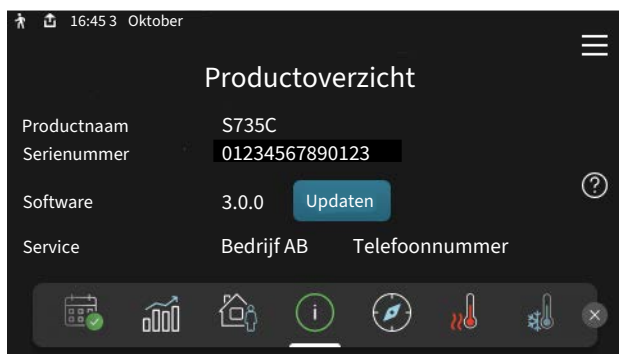 16:45 3 Oktober
Productoverzicht
Productnaam S735C
Serienummer 01234567890123
Software 3.0.0 Updaten
Service Bedrijf AB Telefoonnummer